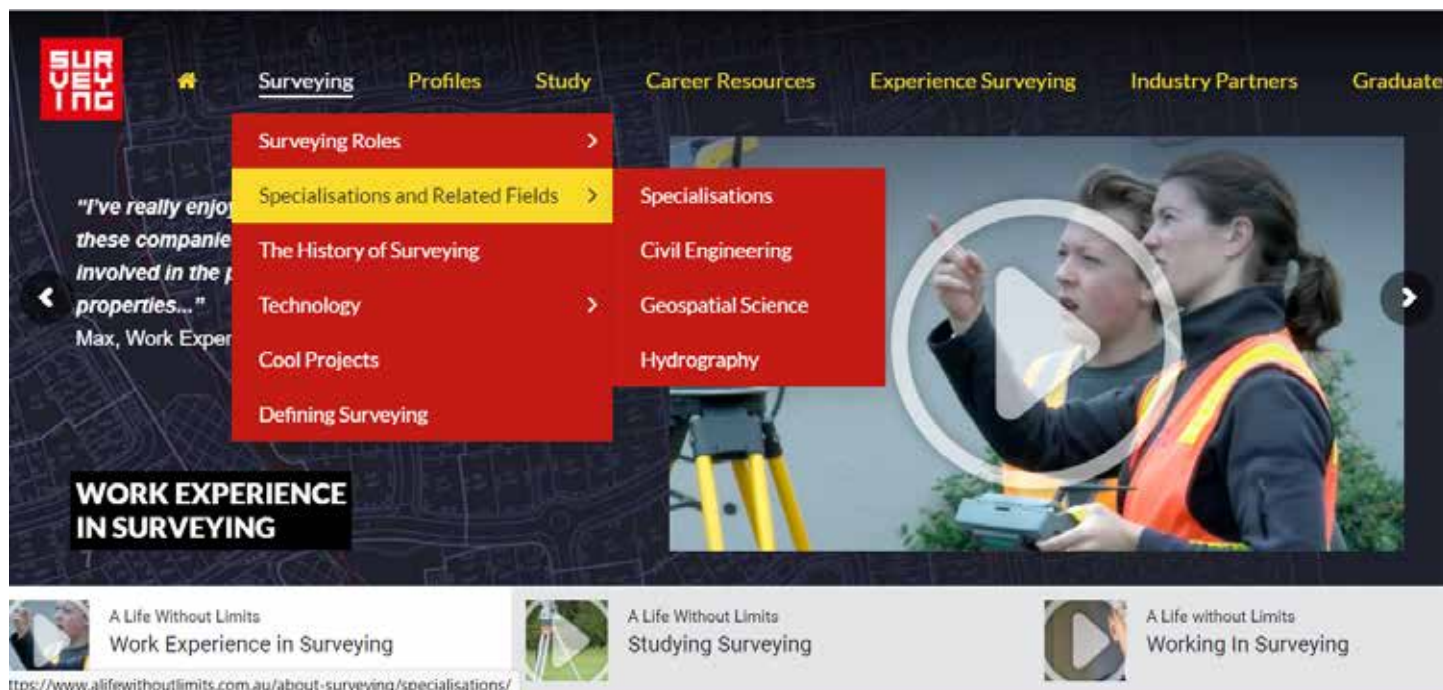 SUR
VEY
ING
Surveying Profiles Study Career Resources Experience Surveying Industry Partners Graduate
Surveying Roles
Specialisations and Related Fields
The History of Surveying
Technology
Cool Projects
Defining Surveying
Specialisations
Civil Engineering
Geospatial Science
Hydrography
"I've really enjoy
these companie
involved in the p
properties..."
Max, Work Exper
WORK EXPERIENCE
IN SURVEYING
A Life Without Limits
Work Experience in Surveying
A Life Without Limits
Studying Surveying
A Life without Limits
Working In Surveying
ttps://www.alifewithoutlimits.com.au/about-surveying/specialisations/